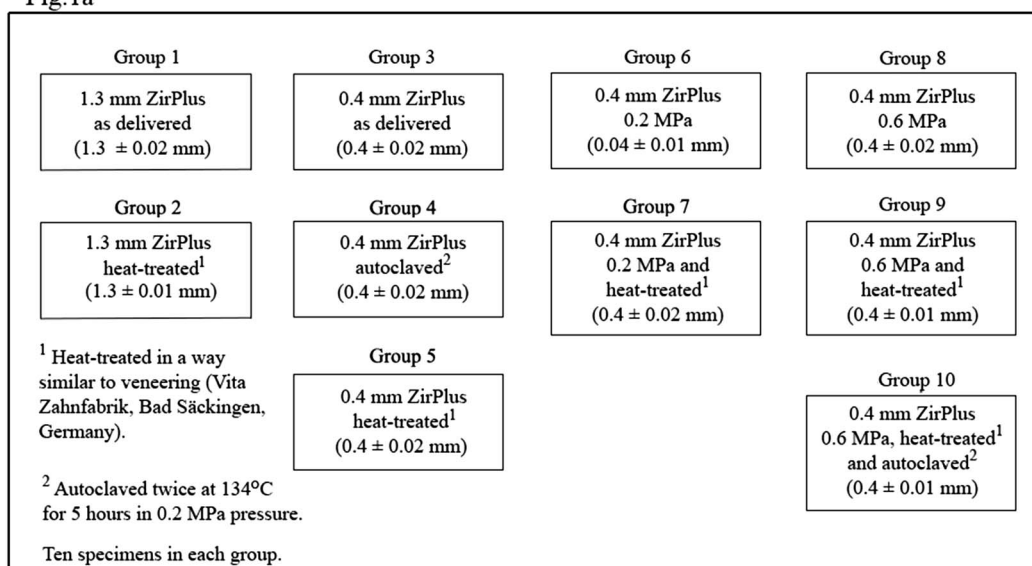 Fig.1a
Group 1
1.3 mm ZirPlus
as delivered
(1.3 ± 0.02 mm)
Group 2
1.3 mm ZirPlus
heat-treated¹
(1.3 ± 0.01 mm)
¹ Heat-treated in a way
similar to veneering (Vita
Zahnfabrik, Bad Säckingen,
Germany).
² Autoclaved twice at 134°C
for 5 hours in 0.2 MPa pressure.
Ten specimens in each group.
Group 3
0.4 mm ZirPlus
as delivered
(0.4 ± 0.02 mm)
Group 4
0.4 mm ZirPlus
autoclaved²
(0.4 ± 0.02 mm)
Group 5
0.4 mm ZirPlus
heat-treated¹
(0.4 ± 0.02 mm)
Group 6
0.4 mm ZirPlus
0.2 MPa
(0.04 ± 0.01 mm)
Group 7
0.4 mm ZirPlus
0.2 MPa and
heat-treated¹
(0.4 ± 0.02 mm)
Group 8
0.4 mm ZirPlus
0.6 MPa
(0.4 ± 0.02 mm)
Group 9
0.4 mm ZirPlus
0.6 MPa and
heat-treated¹
(0.4 ± 0.01 mm)
Group 10
0.4 mm ZirPlus
0.6 MPa, heat-treated¹
and autoclaved²
(0.4 ± 0.01 mm)